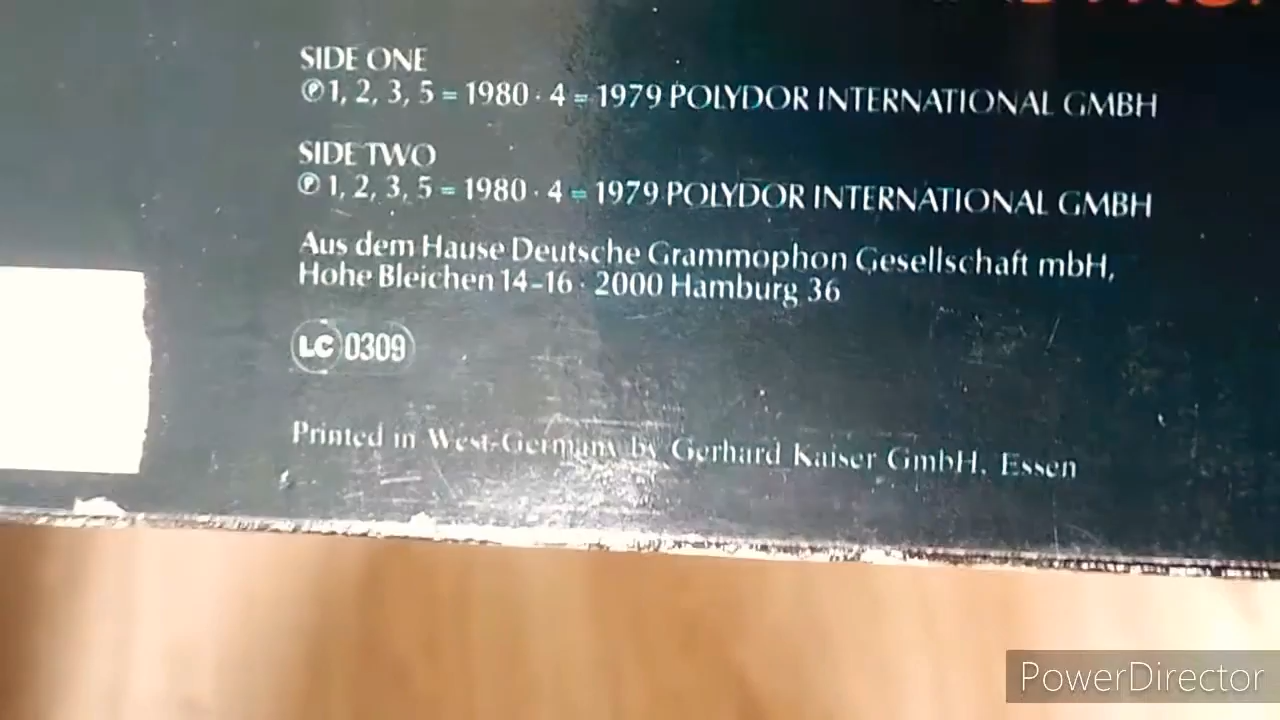 SIDE ONE
℗ 1, 2, 3, 5 = 1980 · 4 = 1979 POLYDOR INTERNATIONAL GMBH
SIDE TWO
℗ 1, 2, 3, 5 = 1980 · 4 = 1979 POLYDOR INTERNATIONAL GMBH
Aus dem Hause Deutsche Grammophon Gesellschaft mbH,
Hohe Bleichen 14-16 · 2000 Hamburg 36
LC 0309
Printed in West-Germany by Gerhard Kaiser GmbH, Essen
PowerDirector